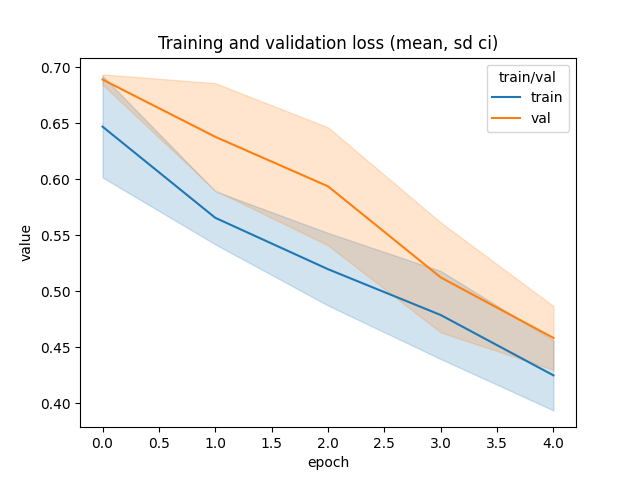 Training and validation loss (mean, sd ci)
train/val
train
val
value
0.70
0.65
0.60
0.55
0.50
0.45
0.40
0.0 0.5 1.0 1.5 2.0 2.5 3.0 3.5 4.0
epoch